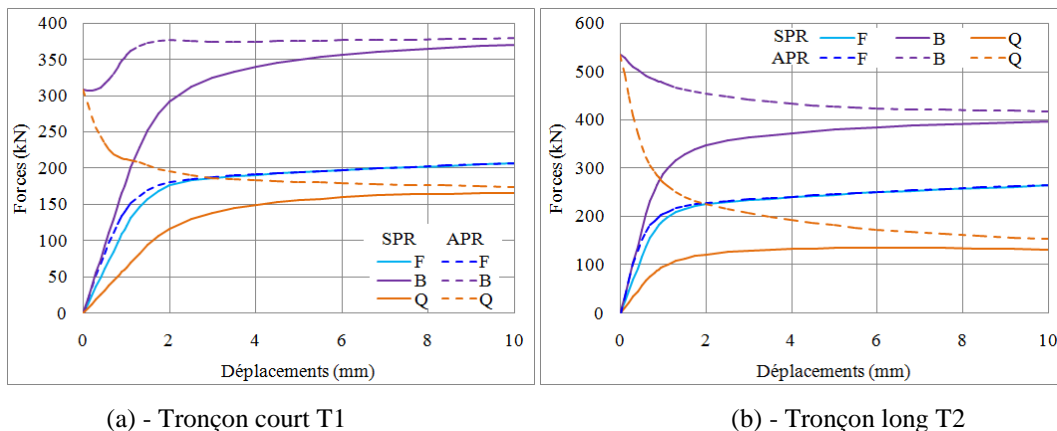 400
350
300
250
200
150
100
50
0
Forces (kN)
0 2 4 6 8 10
Déplacements (mm)
SPR APR
F F
B B
Q Q
(a) - Tronçon court T1
600
500
400
300
200
100
0
Forces (kN)
0 2 4 6 8 10
Déplacements (mm)
SPR F B Q
APR F B Q
(b) - Tronçon long T2